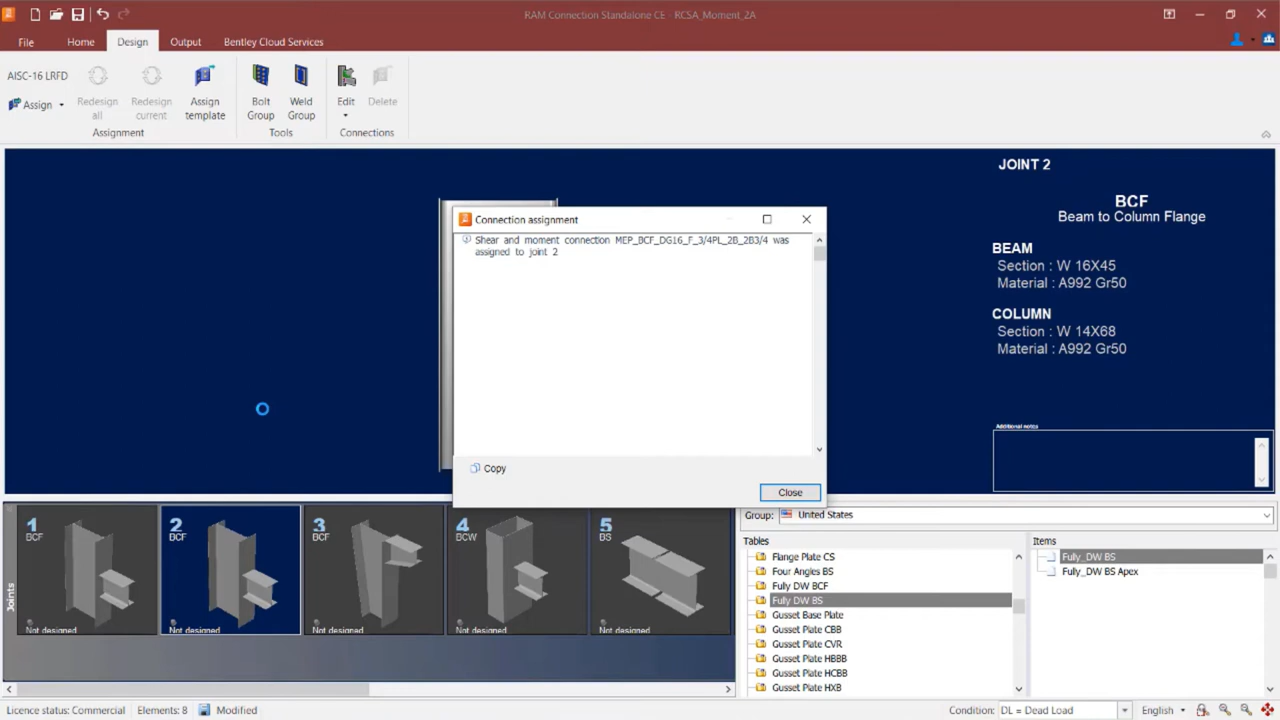 RAM Connection Standalone CE - RCSA_Moment_2A
File
Home
Design
Output
Bentley Cloud Services
AISC-16 LRFD
Assign
Redesign
all
Redesign
current
Assign
template
Bolt
Group
Weld
Group
Edit
Delete
Assignment
Tools
Connections
JOINT 2
BCF
Beam to Column Flange
BEAM
Section : W 16X45
Material : A992 Gr50
COLUMN
Section : W 14X68
Material : A992 Gr50
Additional notes
Connection assignment
Shear and moment connection MEP_BCF_DG16_F_3/4PL_2B_2B3/4 was
assigned to joint 2
Copy
Close
Joints
1
BCF
Not designed
2
BCF
Not designed
3
BCF
Not designed
4
BCW
Not designed
5
BS
Not designed
Group:
United States
Tables
Flange Plate CS
Four Angles BS
Fully DW BCF
Fully DW BS
Gusset Base Plate
Gusset Plate CBB
Gusset Plate CVR
Gusset Plate HBBB
Gusset Plate HCBB
Gusset Plate HXB
Items
Fully_DW BS
Fully_DW BS Apex
Licence status: Commercial
Elements: 8
Modified
Condition:
DL = Dead Load
English